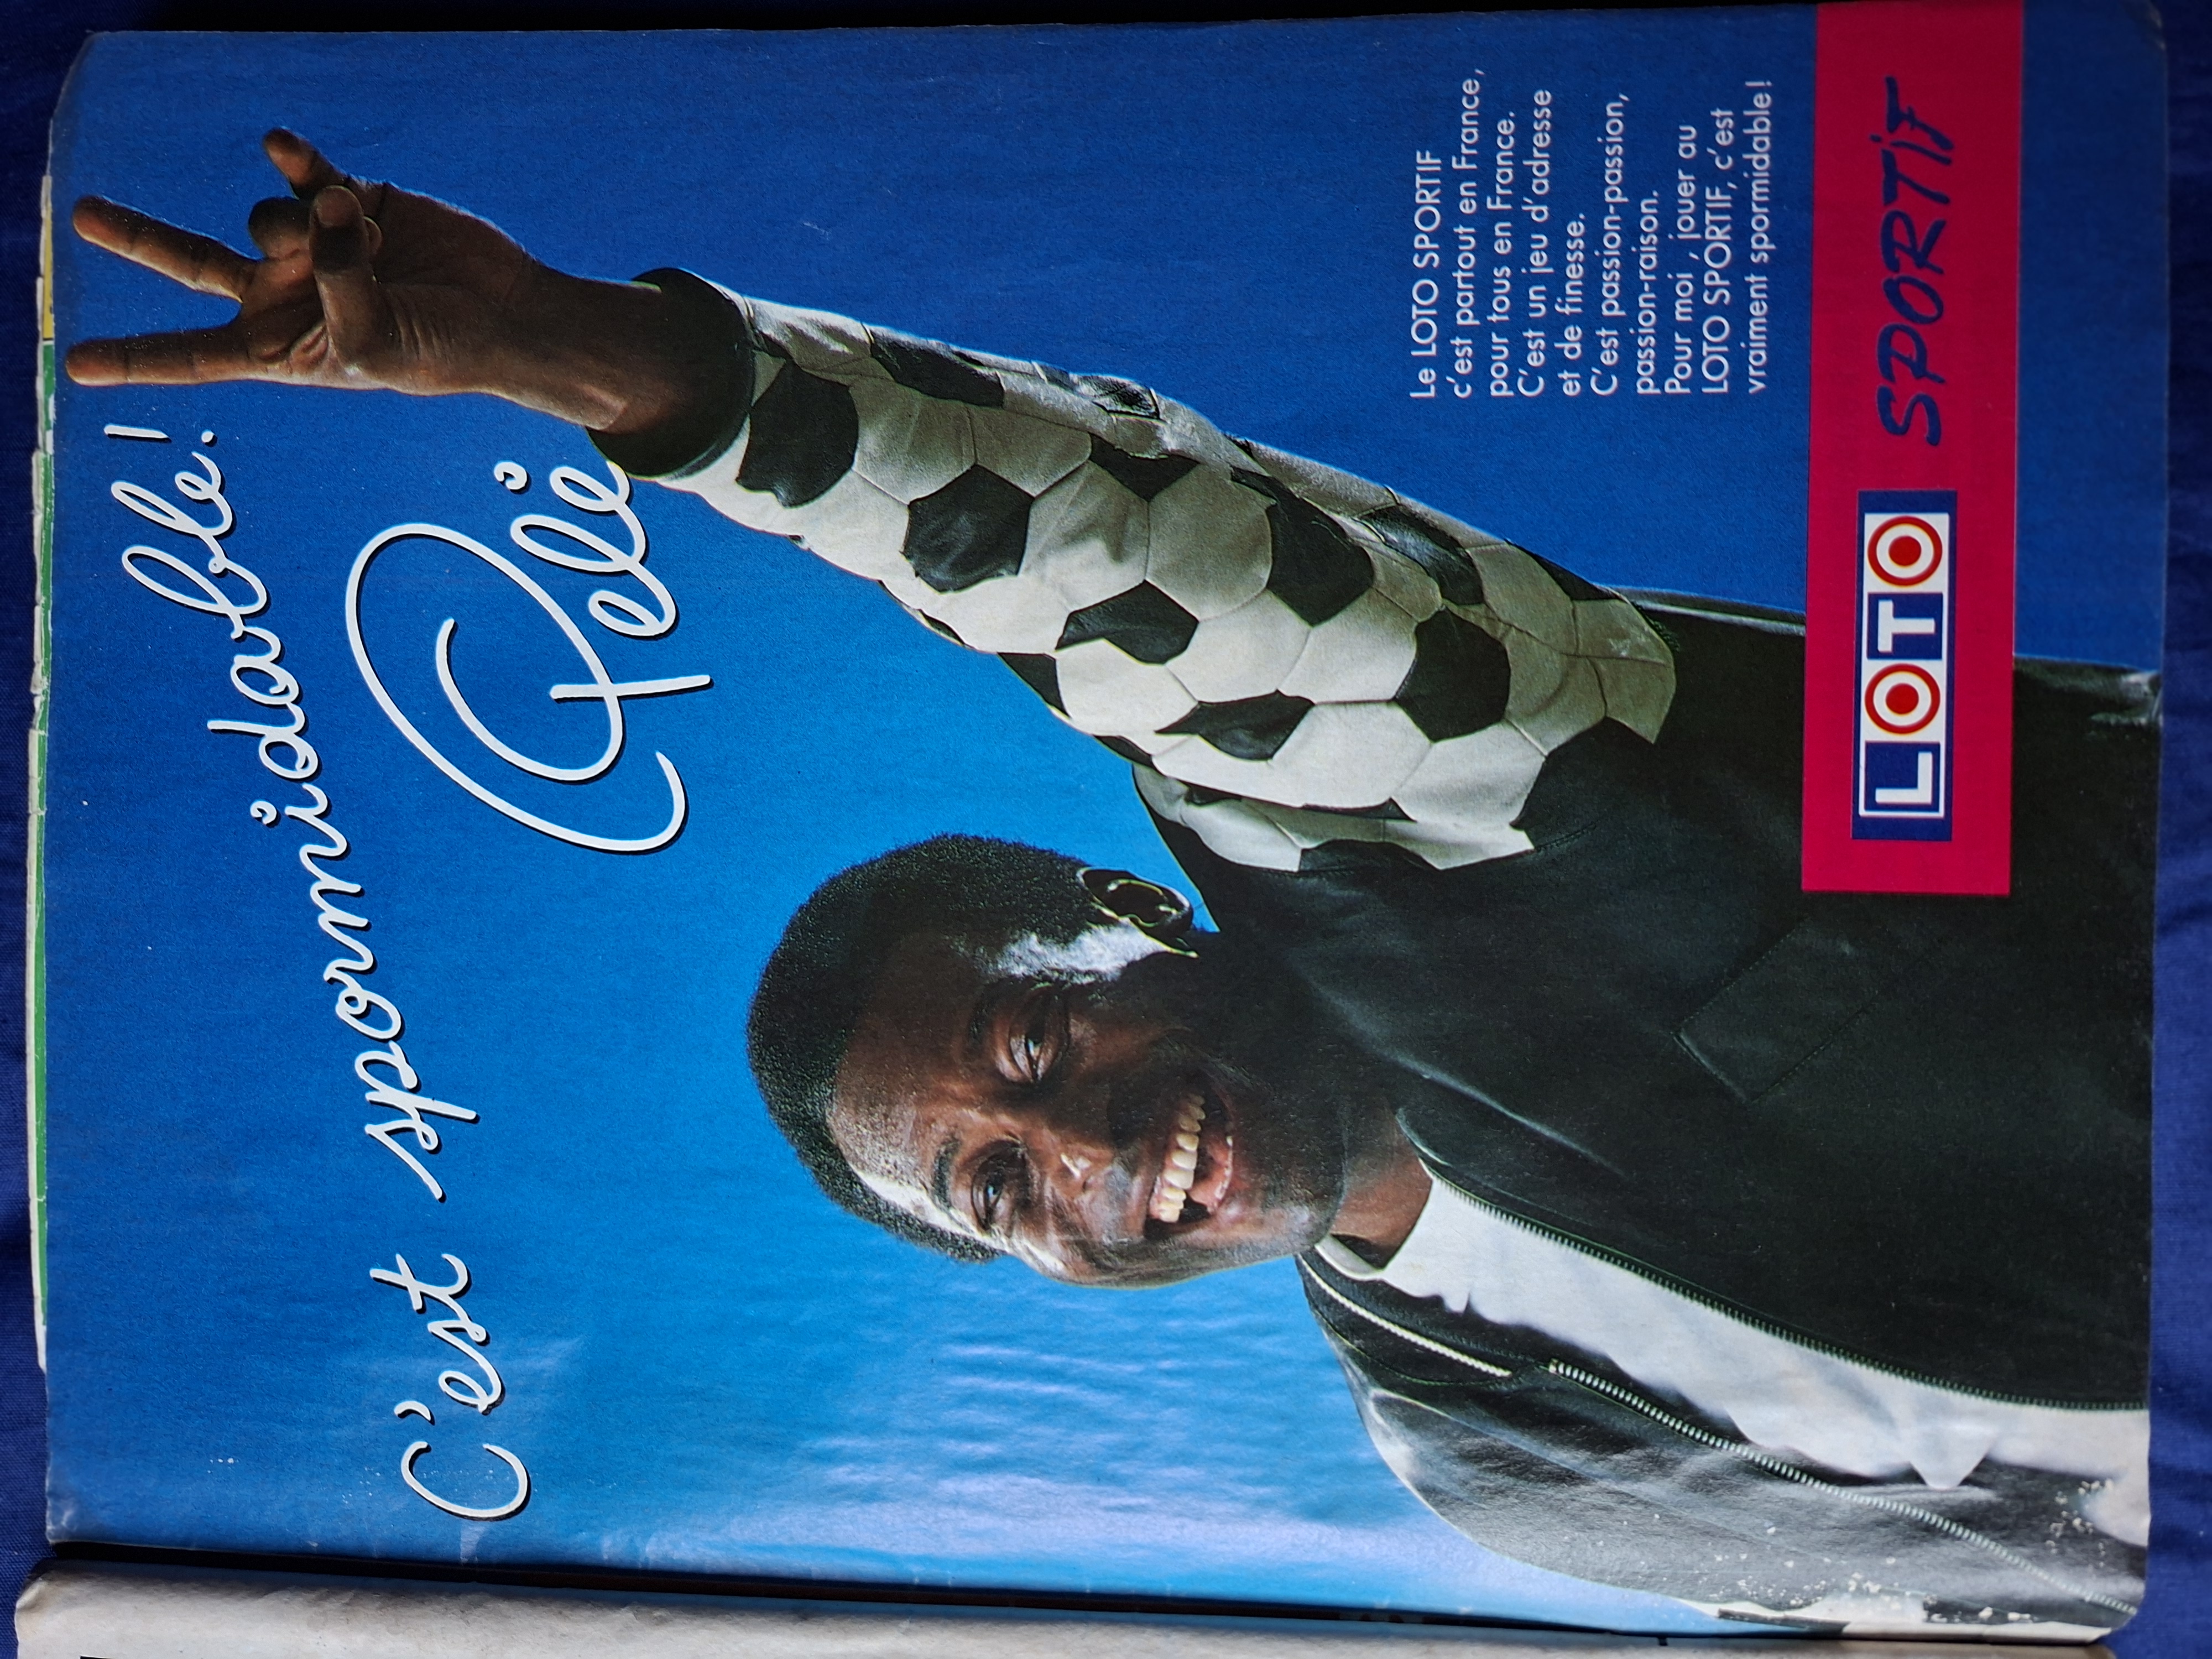 C'est spormidable!
Pelé
Le LOTO SPORTIF
c'est partout en France,
pour tous en France.
C'est un jeu d'adresse
et de finesse.
C'est passion-passion,
passion-raison.
Pour moi, jouer au
LOTO SPORTIF, c'est
vraiment spormidable!
LOTO SPORTIF